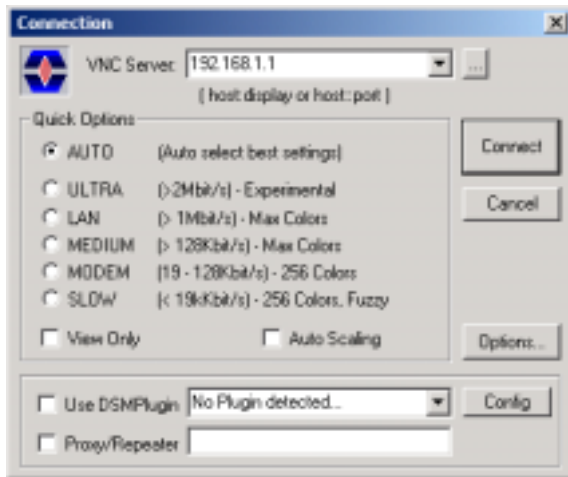 Connection
VNC Server: 192.168.1.1 ...
( host:display or host::port )
Quick Options
AUTO (Auto select best settings)
ULTRA (>2Mbit/s) - Experimental
LAN (> 1Mbit/s) - Max Colors
MEDIUM (> 128Kbit/s) - Max Colors
MODEM (19 - 128Kbit/s) - 256 Colors
SLOW (< 19kKbit/s) - 256 Colors, Fuzzy
View Only Auto Scaling
Connect
Cancel
Options...
Use DSMPlugin No Plugin detected... Config
Proxy/Repeater